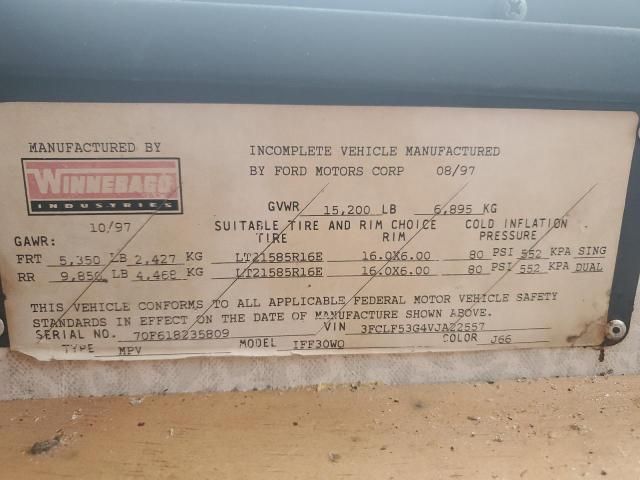 MANUFACTURED BY
WINNEBAGO
INDUSTRIES
10/97
INCOMPLETE VEHICLE MANUFACTURED
BY FORD MOTORS CORP 08/97
GVWR 15,200 LB 6,895 KG
SUITABLE TIRE AND RIM CHOICE COLD INFLATION
GAWR: TIRE RIM PRESSURE
FRT 5,350 LB 2,427 KG LT21585R16E 16.0X6.00 80 PSI 552 KPA SING
RR 9,850 LB 4,468 KG LT21585R16E 16.0X6.00 80 PSI 552 KPA DUAL
THIS VEHICLE CONFORMS TO ALL APPLICABLE FEDERAL MOTOR VEHICLE SAFETY
STANDARDS IN EFFECT ON THE DATE OF MANUFACTURE SHOWN ABOVE.
SERIAL NO. 70F618235809 VIN 3FCLF53G4VJA22557
TYPE MPV MODEL IFF30WO COLOR J66